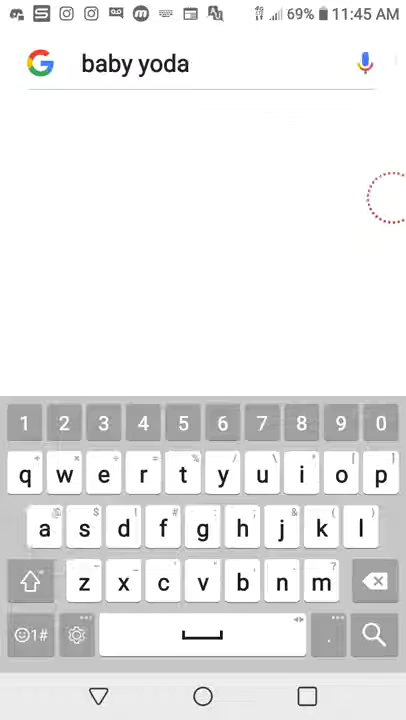 69% 11:45 AM
baby yoda
1 2 3 4 5 6 7 8 9 0
q w e r t y u i o p
a s d f g h j k l
z x c v b n m
1# .